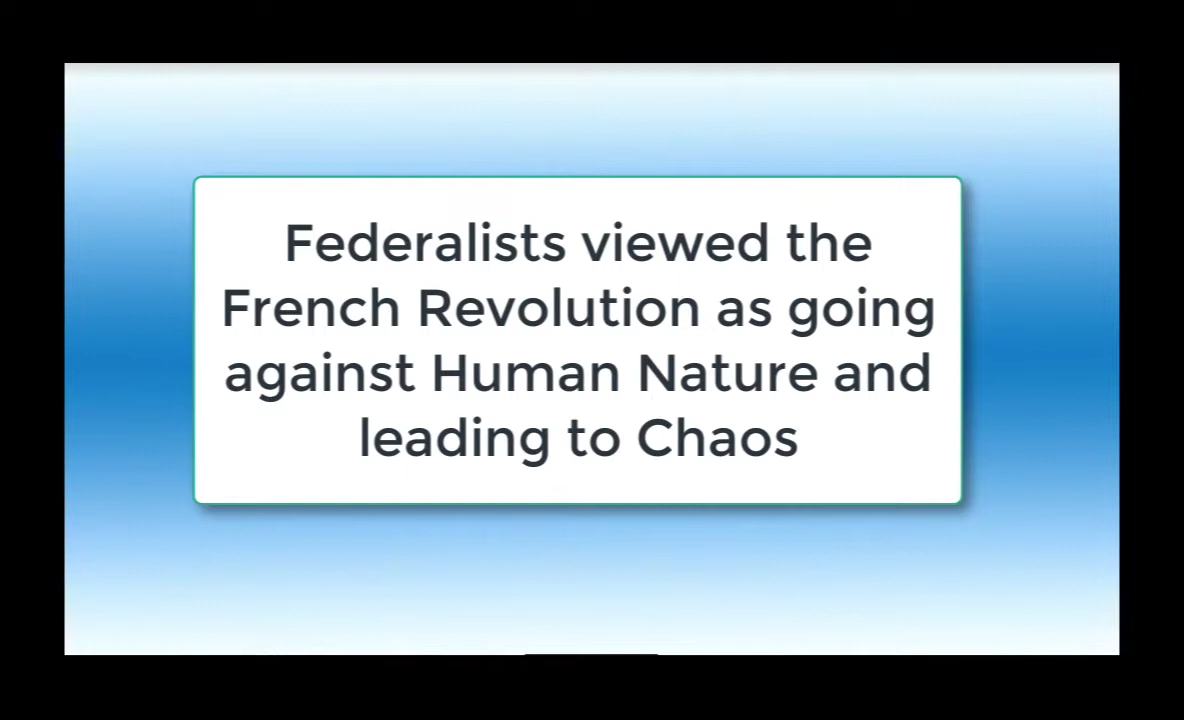 Federalists viewed the
French Revolution as going
against Human Nature and
leading to Chaos